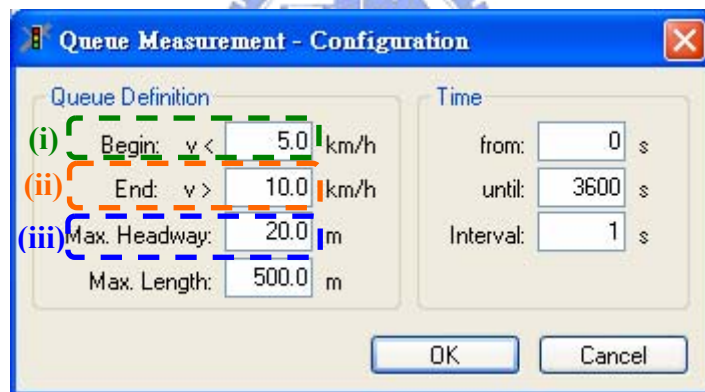 Queue Measurement - Configuration
Queue Definition
(i) Begin: v < 5.0 km/h
(ii) End: v > 10.0 km/h
(iii) Max. Headway: 20.0 m
Max. Length: 500.0 m
Time
from: 0 s
until: 3600 s
Interval: 1 s
OK Cancel